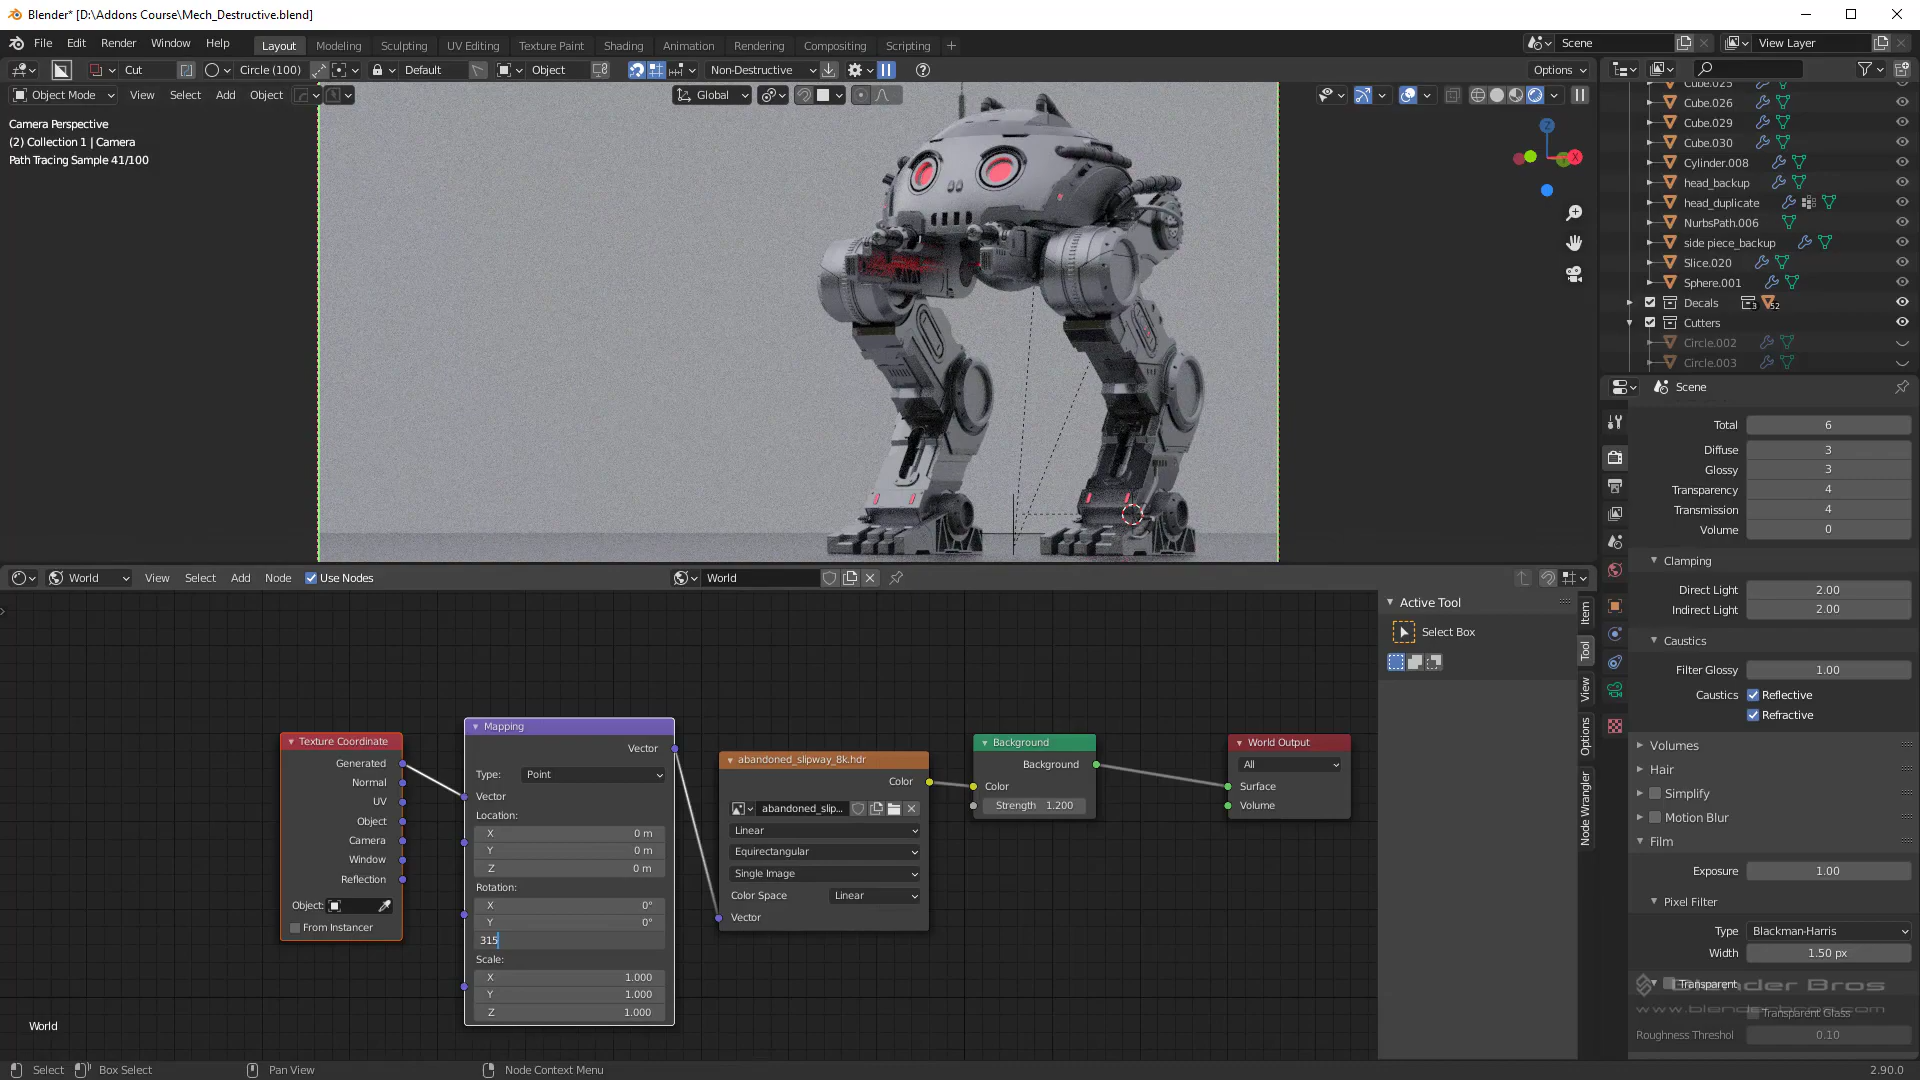 Blender* [D:\Addons Course\Mech_Destructive.blend]
File Edit Render Window Help
Layout Modeling Sculpting UV Editing Texture Paint Shading Animation Rendering Compositing Scripting +
Scene View Layer
Cut Circle (100) Default Object Non-Destructive Options
Object Mode View Select Add Object Global
Camera Perspective
(2) Collection 1 | Camera
Path Tracing Sample 41/100
Z
X
Cube.025
Cube.026
Cube.029
Cube.030
Cylinder.008
head_backup
head_duplicate
NurbsPath.006
side piece_backup
Slice.020
Sphere.001
Decals 3 52
Cutters
Circle.002
Circle.003
Scene
Total 6
Diffuse 3
Glossy 3
Transparency 4
Transmission 4
Volume 0
Clamping
Direct Light 2.00
Indirect Light 2.00
Caustics
Filter Glossy 1.00
Caustics Reflective
Refractive
Volumes
Hair
Simplify
Motion Blur
Film
Exposure 1.00
Pixel Filter
Type Blackman-Harris
Width 1.50 px
Transparent
Transparent Glass
Roughness Threshol 0.10
Blender Bros
www.blenderbros.com
World View Select Add Node Use Nodes World
Active Tool
Select Box
Item
Tool
View
Options
Node Wrangler
Texture Coordinate
Generated
Normal
UV
Object
Camera
Window
Reflection
Object:
From Instancer
Mapping
Vector
Type: Point
Vector
Location:
X 0 m
Y 0 m
Z 0 m
Rotation:
X 0°
Y 0°
315
Scale:
X 1.000
Y 1.000
Z 1.000
abandoned_slipway_8k.hdr
Color
abandoned_slip...
Linear
Equirectangular
Single Image
Color Space Linear
Vector
Background
Background
Color
Strength 1.200
World Output
All
Surface
Volume
World
Select Box Select Pan View Node Context Menu 2.90.0